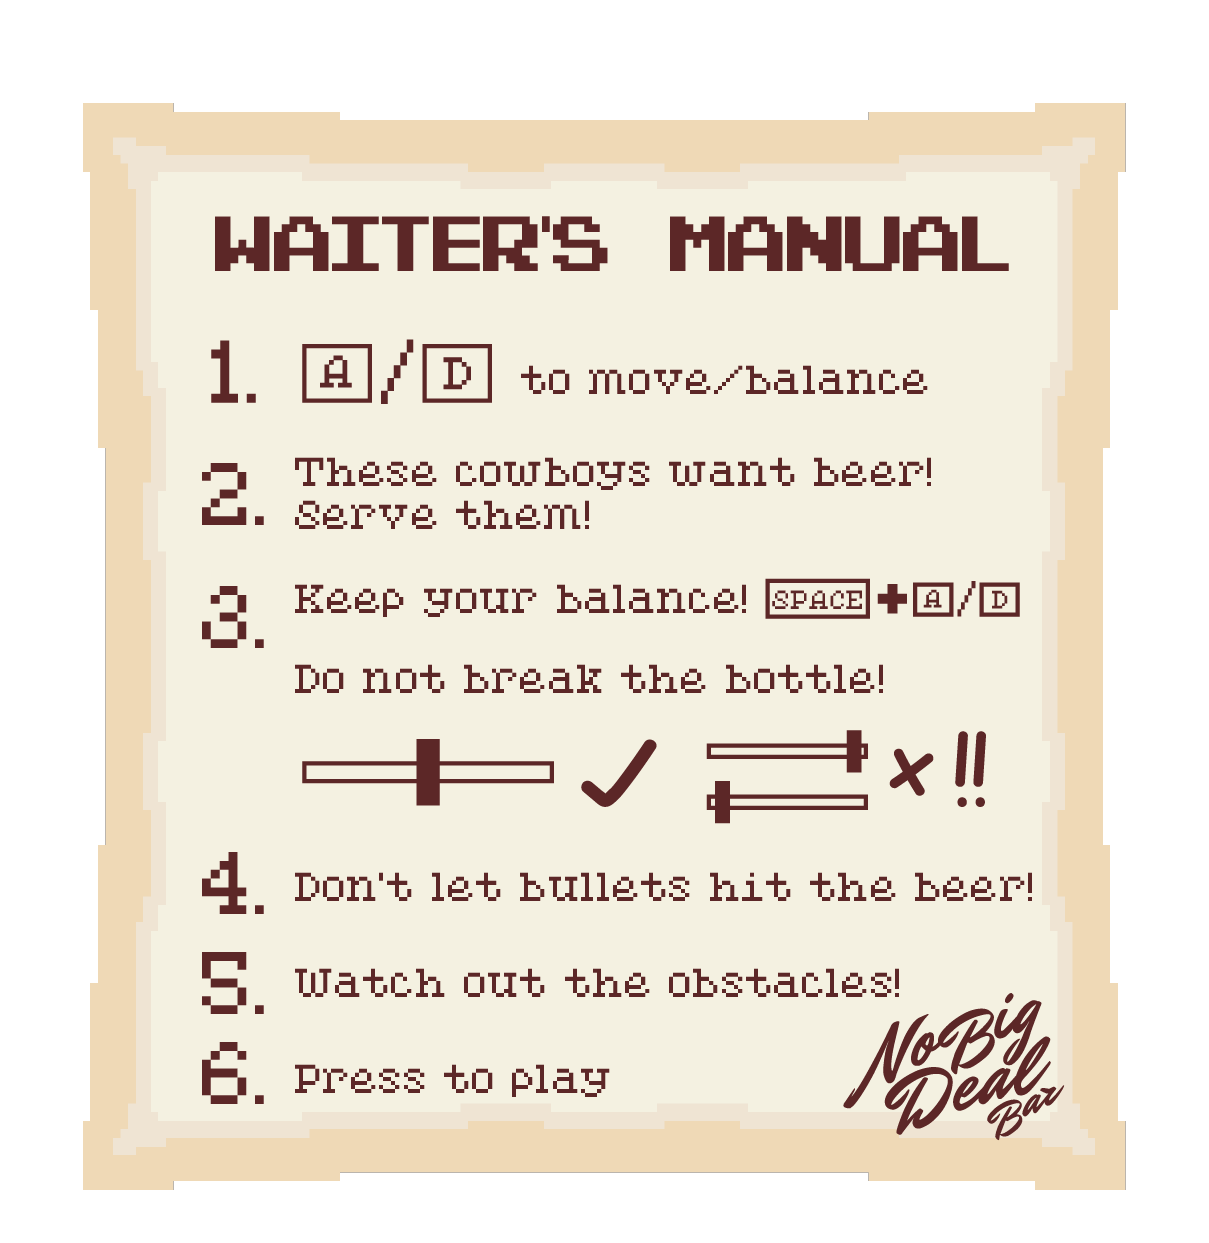 WAITER'S MANUAL
1. A/D to move/balance
2. These cowboys want beer!
Serve them!
3. Keep your balance! SPACE+A/D
Do not break the bottle!
!!
4. Don't let bullets hit the beer!
5. Watch out the obstacles!
6. Press to play
No Big
Deal
Bar